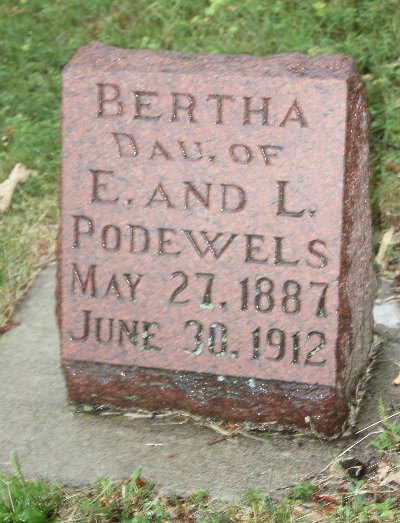 BERTHA
DAU. OF
E. AND L.
PODEWELS
MAY 27. 1887
JUNE 30. 1912